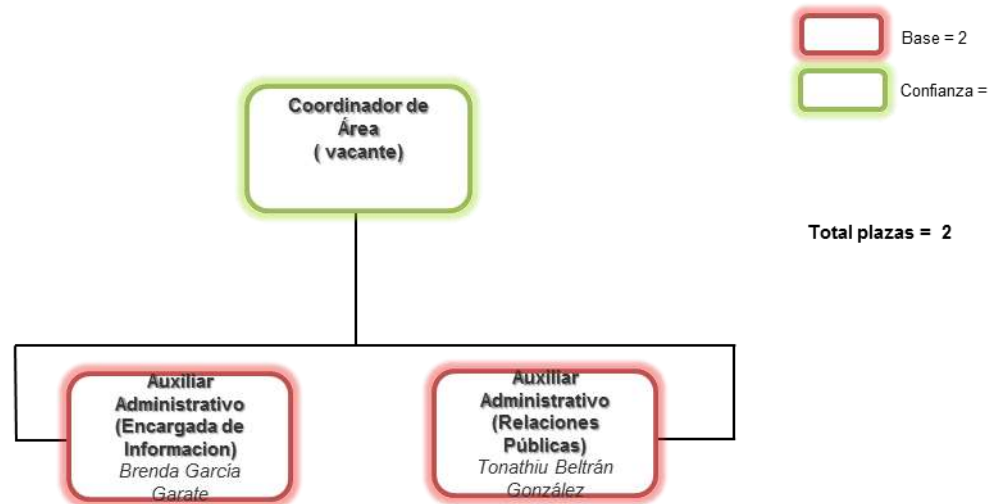 Base = 2
Confianza =
Coordinador de
Área
( vacante)
Total plazas = 2
Auxiliar
Administrativo
(Encargada de
Informacion)
Brenda García
Garate
Auxiliar
Administrativo
(Relaciones
Públicas)
Tonathiu Beltrán
González